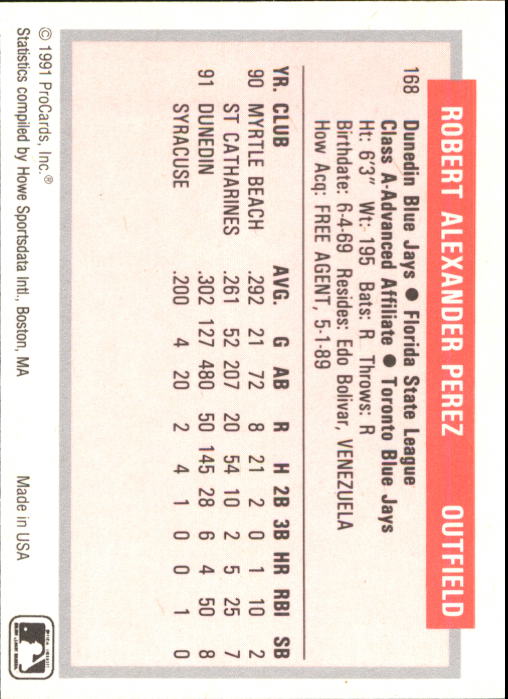 ROBERT ALEXANDER PEREZ OUTFIELD
168 Dunedin Blue Jays ● Florida State League
Class A-Advanced Affiliate ● Toronto Blue Jays
Ht: 6'3" Wt: 195 Bats: R Throws: R
Birthdate: 6-4-69 Resides: Edo Bolivar, VENEZUELA
How Acq: FREE AGENT, 5-1-89
YR. CLUB AVG. G AB R H 2B 3B HR RBI SB
90 MYRTLE BEACH .292 21 72 8 21 2 0 1 10 2
ST CATHARINES .261 52 207 20 54 10 2 5 25 7
91 DUNEDIN .302 127 480 50 145 28 6 4 50 8
SYRACUSE .200 4 20 2 4 1 0 0 1 0
© 1991 ProCards, Inc.® Made in USA
Statistics compiled by Howe Sportsdata Intl., Boston, MA